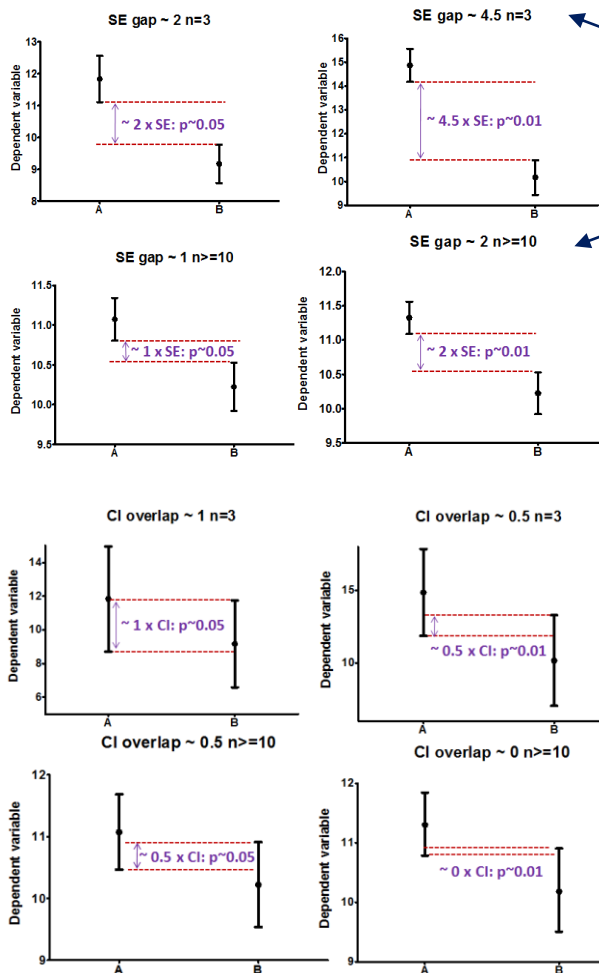 SE gap ~ 2 n=3
Dependent variable
13
12
11
10
9
8
~ 2 x SE: p~0.05
A
B
SE gap ~ 4.5 n=3
Dependent variable
16
15
14
13
12
11
10
9
~ 4.5 x SE: p~0.01
A
B
SE gap ~ 1 n>=10
Dependent variable
11.5
11.0
10.5
10.0
9.5
~ 1 x SE: p~0.05
A
B
SE gap ~ 2 n>=10
Dependent variable
12.0
11.5
11.0
10.5
10.0
9.5
~ 2 x SE: p~0.01
A
B
CI overlap ~ 1 n=3
Dependent variable
14
12
10
8
6
~ 1 x CI: p~0.05
A
B
CI overlap ~ 0.5 n=3
Dependent variable
15
10
~ 0.5 x CI: p~0.01
A
B
CI overlap ~ 0.5 n>=10
Dependent variable
12
11
10
9
~ 0.5 x CI: p~0.05
A
B
CI overlap ~ 0 n>=10
Dependent variable
12
11
10
9
~ 0 x CI: p~0.01
A
B